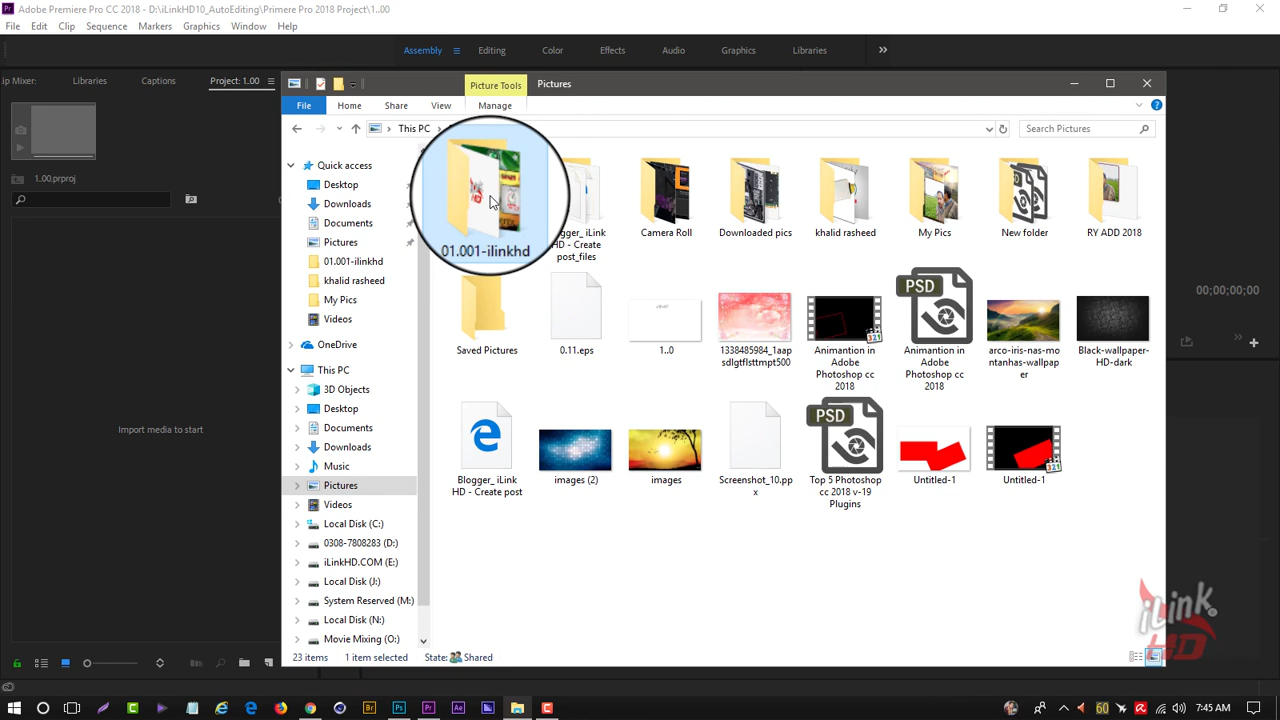 Adobe Premiere Pro CC 2018 - D:\iLinkHD10_AutoEditing\Primere Pro 2018 Project\1..00
File Edit Clip Sequence Markers Graphics Window Help
Assembly Editing Color Effects Audio Graphics Libraries
ip Mixer: Libraries Captions Project: 1.00
1.00.prproj
Import media to start
00;00;00;00
Picture Tools Pictures
File Home Share View Manage
This PC
Search Pictures
Quick access
Desktop
Downloads
Documents
Pictures
01.001-ilinkhd
khalid rasheed
My Pics
Videos
OneDrive
This PC
3D Objects
Desktop
Documents
Downloads
Music
Pictures
Videos
Local Disk (C:)
0308-7808283 (D:)
iLinkHD.COM (E:)
Local Disk (J:)
System Reserved (M:)
Local Disk (N:)
Movie Mixing (O:)
01.001-ilinkhd
logger_ iLink
HD - Create
post_files
Camera Roll
Downloaded pics
khalid rasheed
My Pics
New folder
RY ADD 2018
Saved Pictures
0.11.eps
1..0
1338485984_1aap
sdlgtflsttmpt500
Animantion in
Adobe
Photoshop cc
2018
PSD
Animantion in
Adobe
Photoshop cc
2018
arco-iris-nas-mo
ntanhas-wallpap
er
Black-wallpaper-
HD-dark
Blogger_ iLink
HD - Create post
images (2)
images
Screenshot_10.pp
x
PSD
Top 5 Photoshop
cc 2018 v-19
Plugins
Untitled-1
Untitled-1
23 items 1 item selected State: Shared
iLink
HD
Br Ps Pr Ae
60
7:45 AM